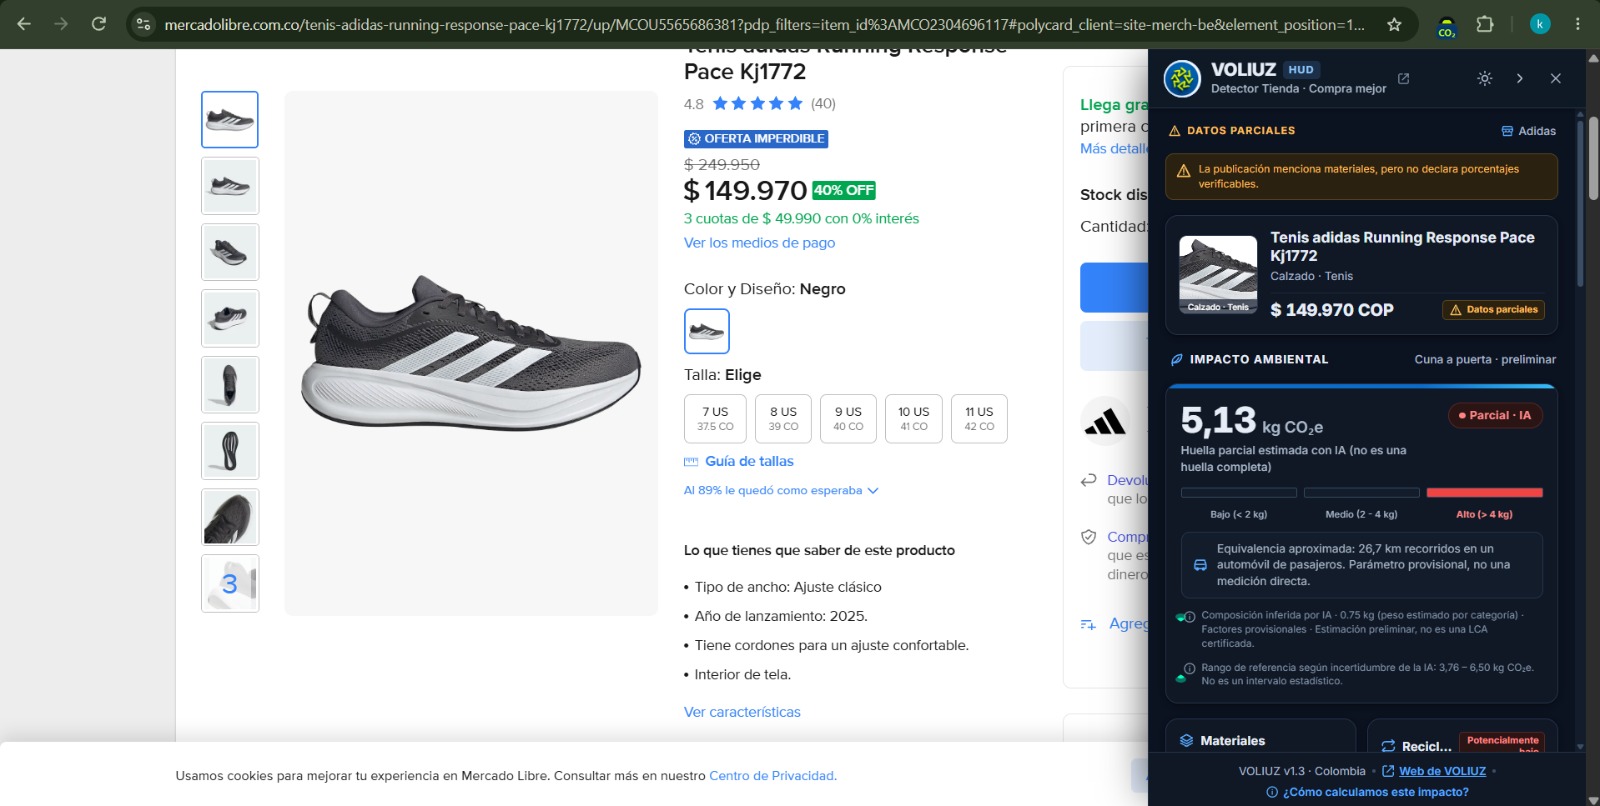 mercadolibre.com.co/tenis-adidas-running-response-pace-kj1772/up/MCOU5565686381?pdp_filters=item_id%3AMCO2304696117#polycard_client=site-merch-be&element_position=1...
CO₂
k
Tenis adidas Running Response
Pace Kj1772
4.8 (40)
OFERTA IMPERDIBLE
$ 249.950
$ 149.970 40% OFF
3 cuotas de $ 49.990 con 0% interés
Ver los medios de pago
Color y Diseño: Negro
Talla: Elige
7 US 8 US 9 US 10 US 11 US
37.5 CO 39 CO 40 CO 41 CO 42 CO
Guía de tallas
Al 89% le quedó como esperaba
Lo que tienes que saber de este producto
• Tipo de ancho: Ajuste clásico
• Año de lanzamiento: 2025.
• Tiene cordones para un ajuste confortable.
• Interior de tela.
Ver características
3
Llega gra
primera c
Más detall
Stock dis
Cantidad:
Devolu
que lo
Compr
que es
dinero
Agreg
Usamos cookies para mejorar tu experiencia en Mercado Libre. Consultar más en nuestro Centro de Privacidad.
VOLIUZ HUD
Detector Tienda · Compra mejor
DATOS PARCIALES Adidas
La publicación menciona materiales, pero no declara porcentajes
verificables.
Tenis adidas Running Response Pace
Kj1772
Calzado · Tenis
Calzado · Tenis
$ 149.970 COP Datos parciales
IMPACTO AMBIENTAL Cuna a puerta · preliminar
5,13 kg CO₂e Parcial · IA
Huella parcial estimada con IA (no es una
huella completa)
Bajo (< 2 kg) Medio (2 - 4 kg) Alto (> 4 kg)
Equivalencia aproximada: 26,7 km recorridos en un
automóvil de pasajeros. Parámetro provisional, no una
medición directa.
Composición inferida por IA · 0.75 kg (peso estimado por categoría) ·
Factores provisionales · Estimación preliminar, no es una LCA
certificada.
Rango de referencia según incertidumbre de la IA: 3,76 – 6,50 kg CO₂e.
No es un intervalo estadístico.
Materiales Recicl... Potencialmente
bajo
VOLIUZ v1.3 · Colombia • Web de VOLIUZ •
¿Cómo calculamos este impacto?